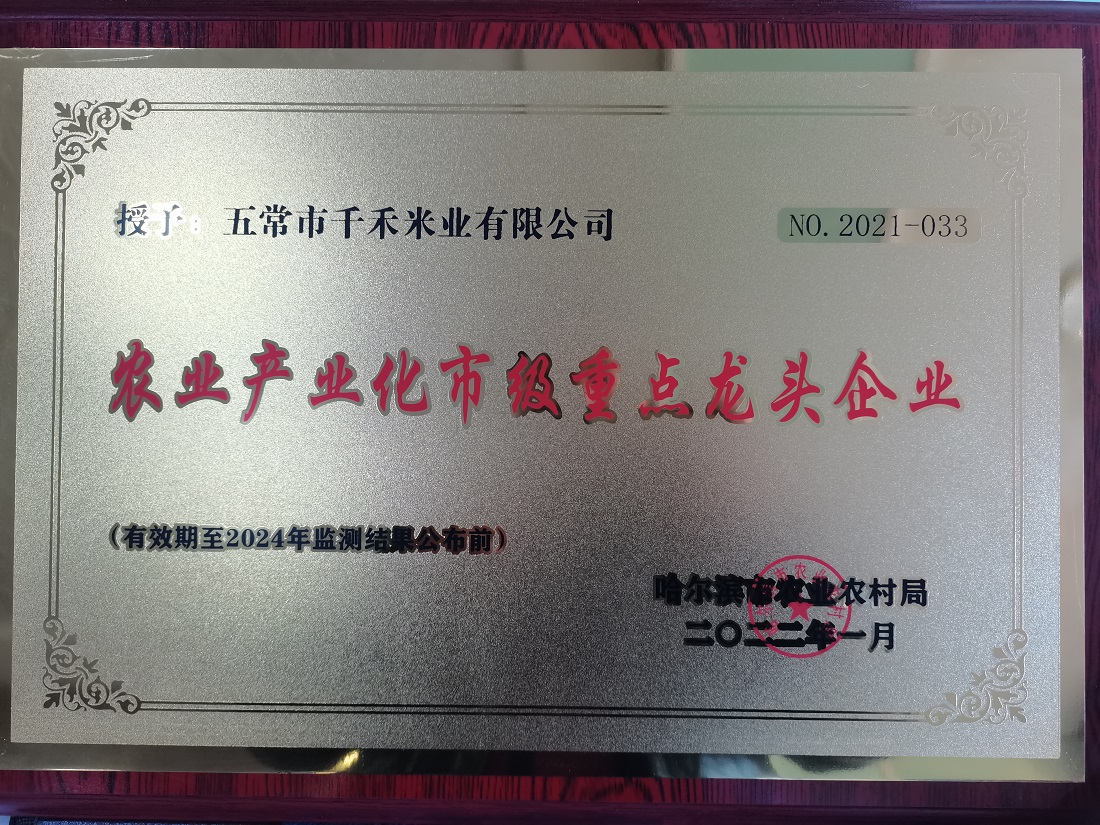 授予：五常市千禾米业有限公司
NO.2021-033
农业产业化市级重点龙头企业
（有效期至2024年监测结果公布前）
哈尔滨市农业农村局
二〇二二年一月